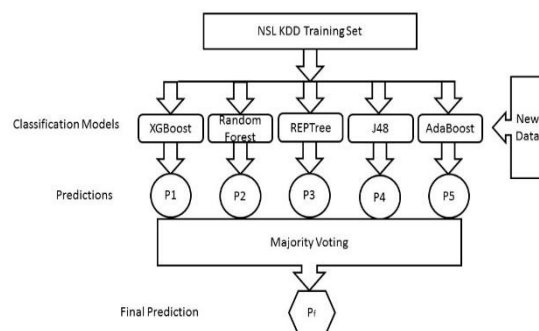 NSL KDD Training Set
Classification Models
XGBoost
Random
Forest
REPTree
J48
AdaBoost
New
Data
Predictions
P1
P2
P3
P4
P5
Majority Voting
Final Prediction
Pf